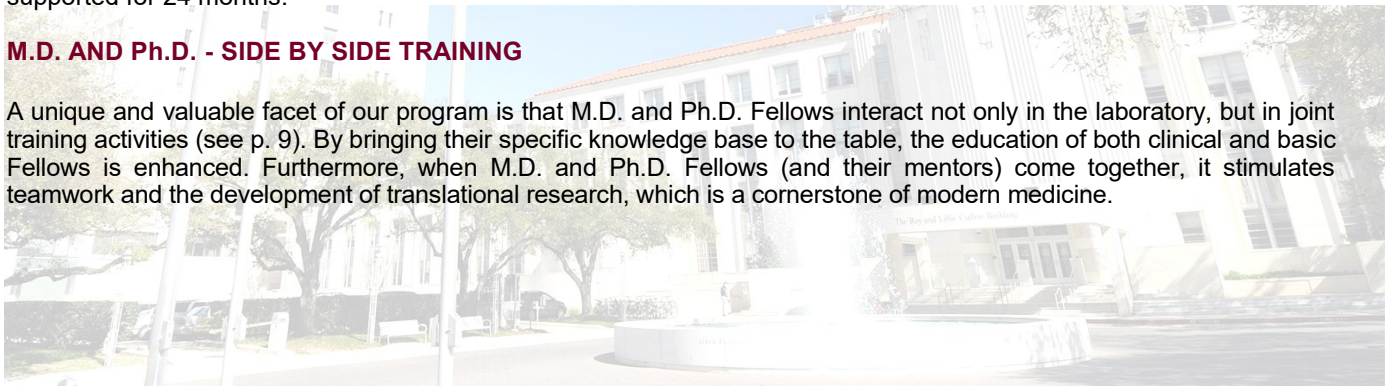 supported for 24 months.
M.D. AND Ph.D. - SIDE BY SIDE TRAINING
A unique and valuable facet of our program is that M.D. and Ph.D. Fellows interact not only in the laboratory, but in joint
training activities (see p. 9). By bringing their specific knowledge base to the table, the education of both clinical and basic
Fellows is enhanced. Furthermore, when M.D. and Ph.D. Fellows (and their mentors) come together, it stimulates
teamwork and the development of translational research, which is a cornerstone of modern medicine.
The Roy and Lillie Cullen Building